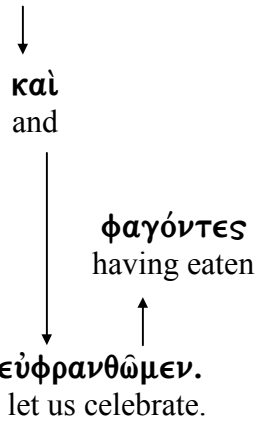 καὶ
and
φαγόντες
having eaten
εὐφρανθῶμεν.
let us celebrate.